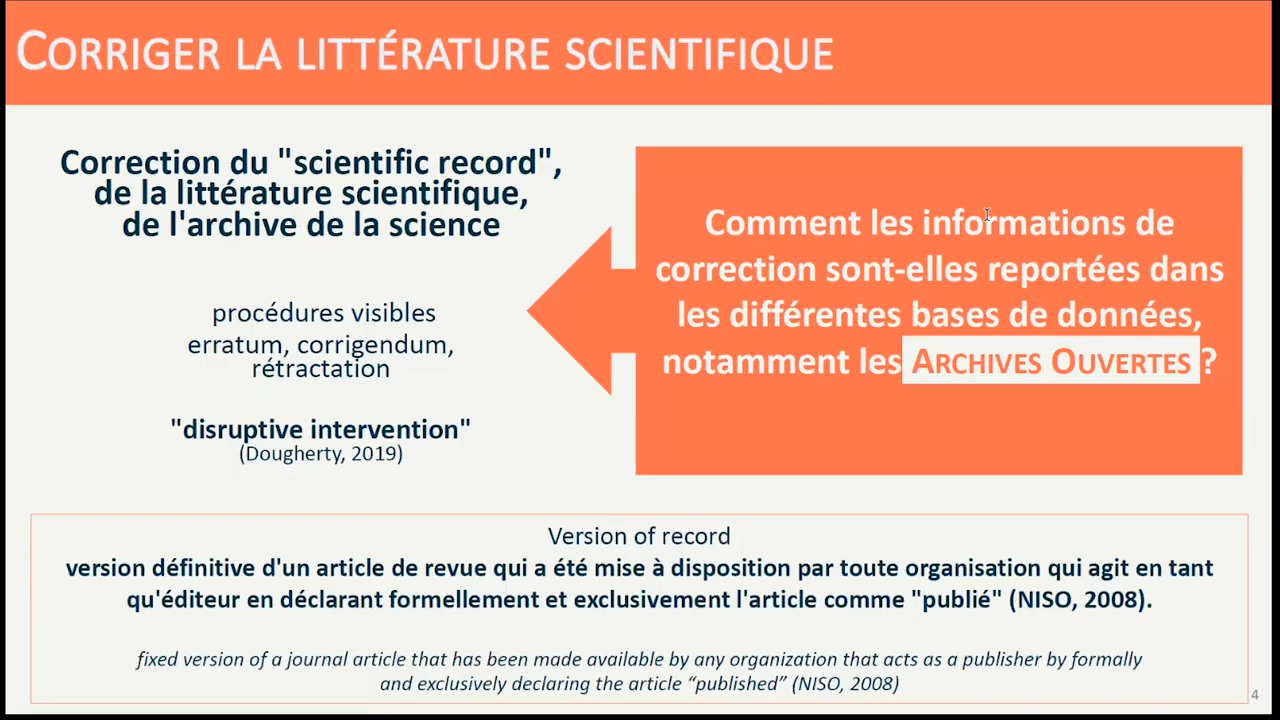 CORRIGER LA LITTÉRATURE SCIENTIFIQUE
Correction du "scientific record",
de la littérature scientifique,
de l'archive de la science
procédures visibles
erratum, corrigendum,
rétractation
"disruptive intervention"
(Dougherty, 2019)
Comment les informations de
correction sont-elles reportées dans
les différentes bases de données,
notamment les ARCHIVES OUVERTES ?
Version of record
version définitive d'un article de revue qui a été mise à disposition par toute organisation qui agit en tant
qu'éditeur en déclarant formellement et exclusivement l'article comme "publié" (NISO, 2008).
fixed version of a journal article that has been made available by any organization that acts as a publisher by formally
and exclusively declaring the article “published” (NISO, 2008)
4